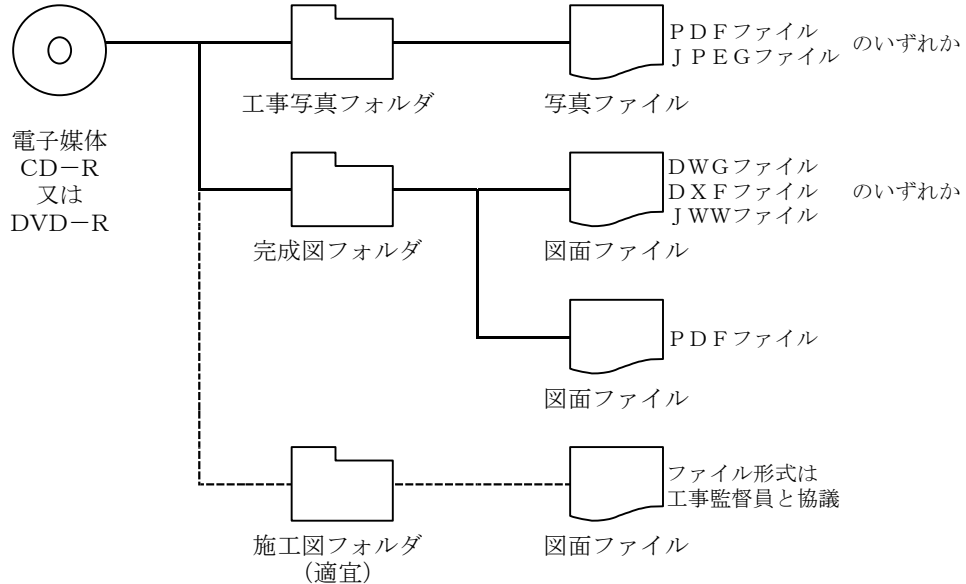 PDFファイル
JPEGファイル
のいずれか
工事写真フォルダ
写真ファイル
電子媒体
CD－R
又は
DVD－R
DWGファイル
DXFファイル
JWWファイル
のいずれか
完成図フォルダ
図面ファイル
PDFファイル
図面ファイル
ファイル形式は
工事監督員と協議
施工図フォルダ
（適宜）
図面ファイル